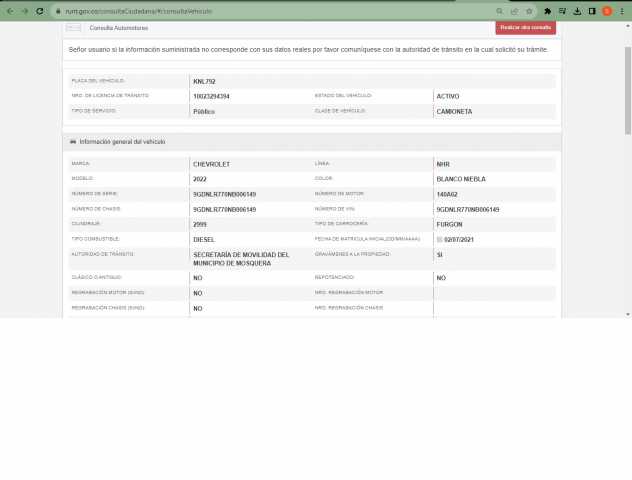 runt.gov.co/consultaCiudadana/#/consultaVehiculo
S
Consulta Automotores
Realizar otra consulta
Señor usuario si la información suministrada no corresponde con sus datos reales por favor comuníquese con la autoridad de tránsito en la cual solicitó su trámite.
PLACA DEL VEHÍCULO: KNL792
NRO. DE LICENCIA DE TRÁNSITO: 10023294394 ESTADO DEL VEHÍCULO: ACTIVO
TIPO DE SERVICIO: Público CLASE DE VEHÍCULO: CAMIONETA
Información general del vehículo
MARCA: CHEVROLET LÍNEA: NHR
MODELO: 2022 COLOR: BLANCO NIEBLA
NÚMERO DE SERIE: 9GDNLR770NB006149 NÚMERO DE MOTOR: 140A62
NÚMERO DE CHASIS: 9GDNLR770NB006149 NÚMERO DE VIN: 9GDNLR770NB006149
CILINDRAJE: 2999 TIPO DE CARROCERÍA: FURGON
TIPO COMBUSTIBLE: DIESEL FECHA DE MATRICULA INICIAL(DD/MM/AAAA): 02/07/2021
AUTORIDAD DE TRÁNSITO: SECRETARÍA DE MOVILIDAD DEL GRAVÁMENES A LA PROPIEDAD: SI
MUNICIPIO DE MOSQUERA
CLÁSICO O ANTIGUO: NO REPOTENCIADO: NO
REGRABACIÓN MOTOR (SI/NO): NO NRO. REGRABACIÓN MOTOR
REGRABACIÓN CHASIS (SI/NO): NO NRO. REGRABACIÓN CHASIS